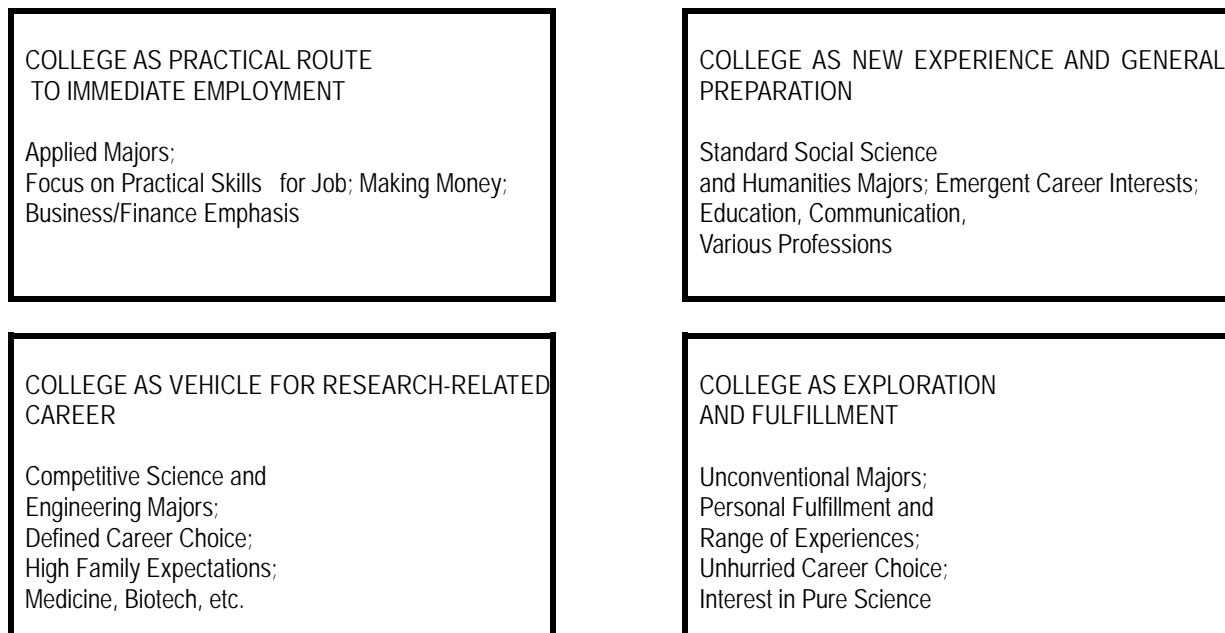 COLLEGE AS PRACTICAL ROUTE
TO IMMEDIATE EMPLOYMENT
Applied Majors;
Focus on Practical Skills for Job; Making Money;
Business/Finance Emphasis
COLLEGE AS NEW EXPERIENCE AND GENERAL
PREPARATION
Standard Social Science
and Humanities Majors; Emergent Career Interests;
Education, Communication,
Various Professions
COLLEGE AS VEHICLE FOR RESEARCH-RELATED
CAREER
Competitive Science and
Engineering Majors;
Defined Career Choice;
High Family Expectations;
Medicine, Biotech, etc.
COLLEGE AS EXPLORATION
AND FULFILLMENT
Unconventional Majors;
Personal Fulfillment and
Range of Experiences;
Unhurried Career Choice;
Interest in Pure Science